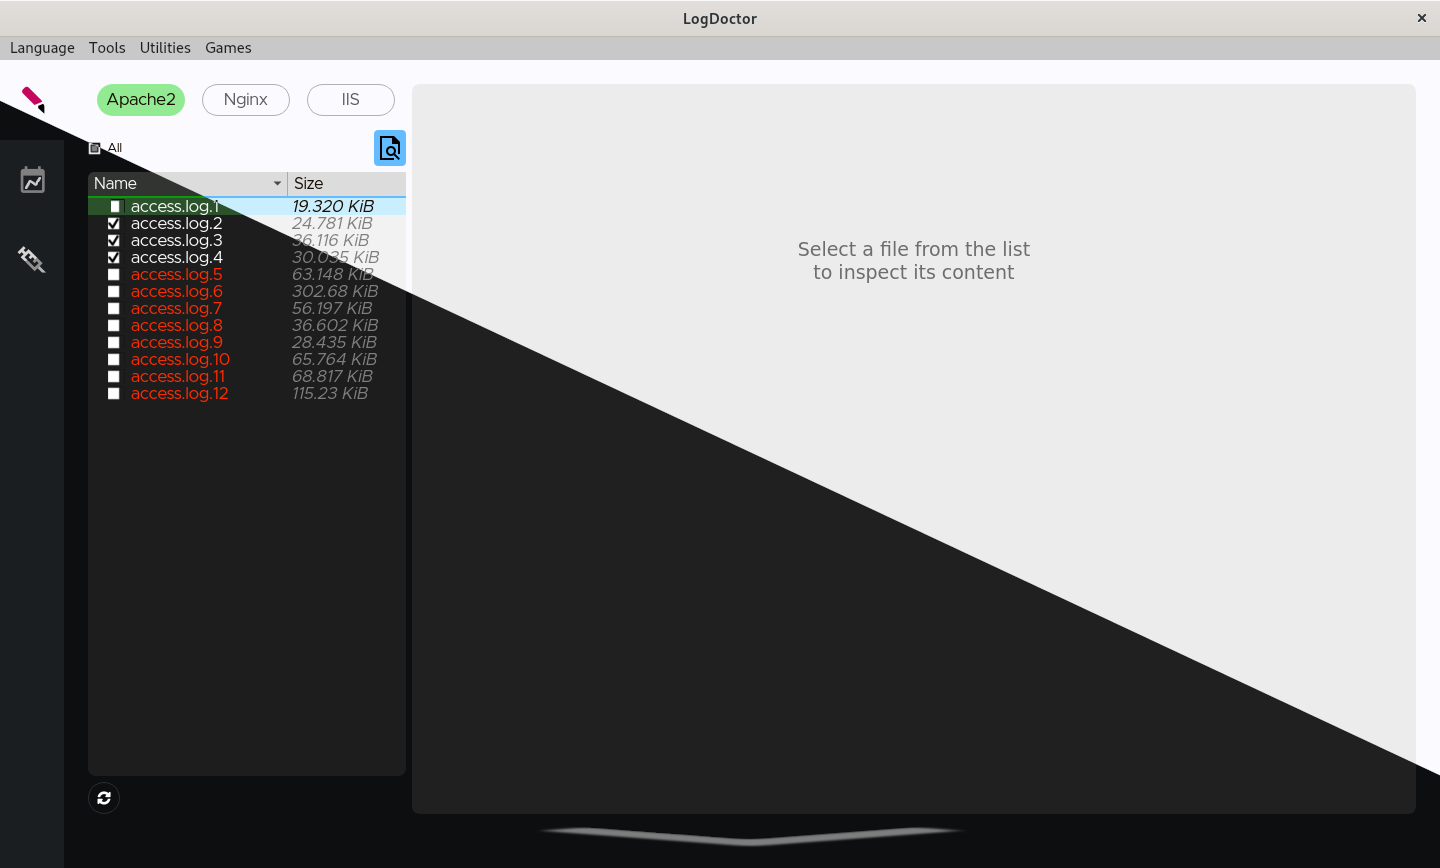 LogDoctor
Language Tools Utilities Games
Apache2 Nginx IIS
All
Name Size
access.log.1 19.320 KiB
access.log.2 24.781 KiB
access.log.3 36.116 KiB
access.log.4 30.035 KiB
access.log.5 63.148 KiB
access.log.6 302.68 KiB
access.log.7 56.197 KiB
access.log.8 36.602 KiB
access.log.9 28.435 KiB
access.log.10 65.764 KiB
access.log.11 68.817 KiB
access.log.12 115.23 KiB
Select a file from the list
to inspect its content